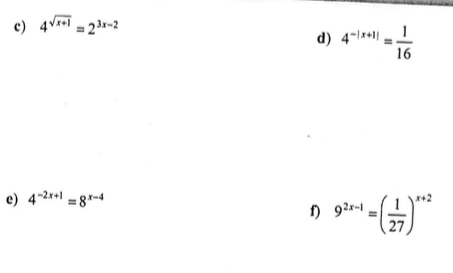 c) 4^{√(x+1)} = 2^{3x−2}
d) 4^{−|x+1|} = 1/16
e) 4^{−2x+1} = 8^{x−4}
f) 9^{2x−1} = (1/27)^{x+2}